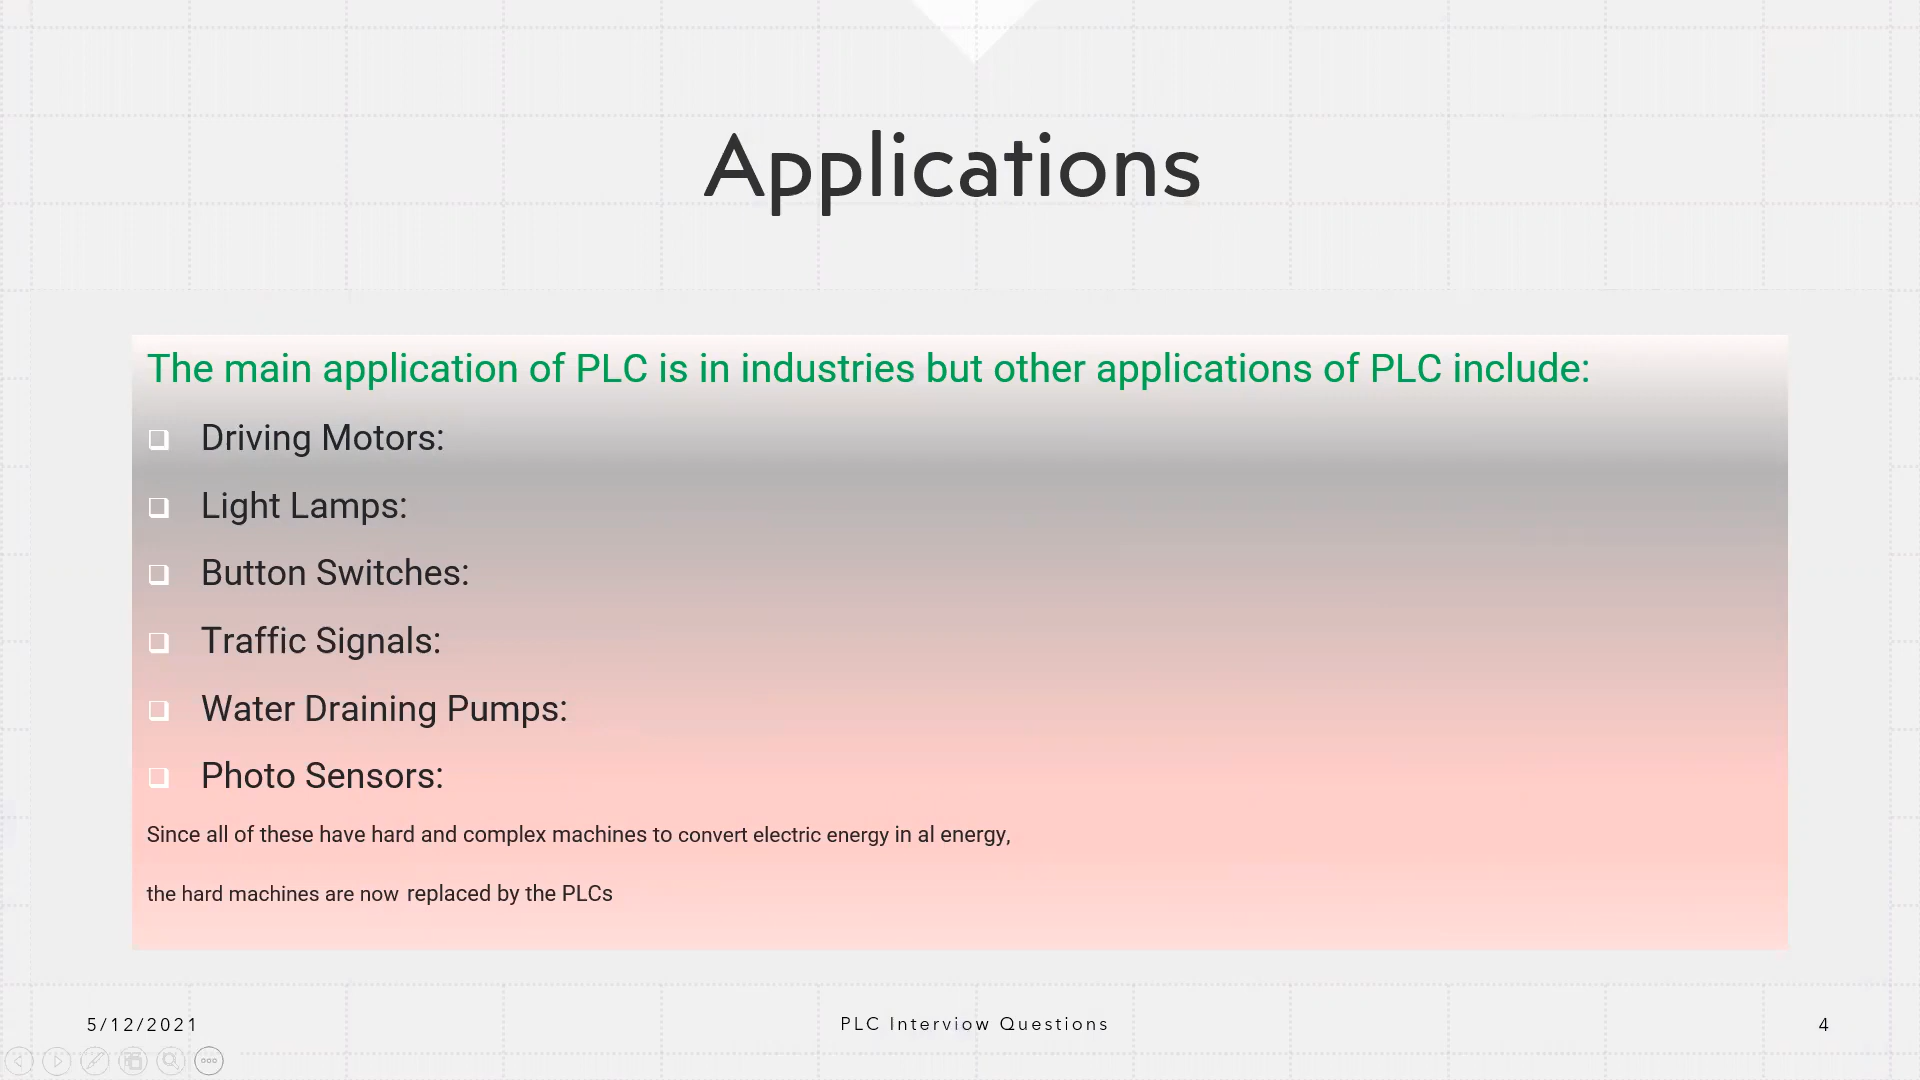 Applications
The main application of PLC is in industries but other applications of PLC include:
Driving Motors:
Light Lamps:
Button Switches:
Traffic Signals:
Water Draining Pumps:
Photo Sensors:
Since all of these have hard and complex machines to convert electric energy in al energy,
the hard machines are now replaced by the PLCs
5/12/2021
PLC Interviow Questions
4